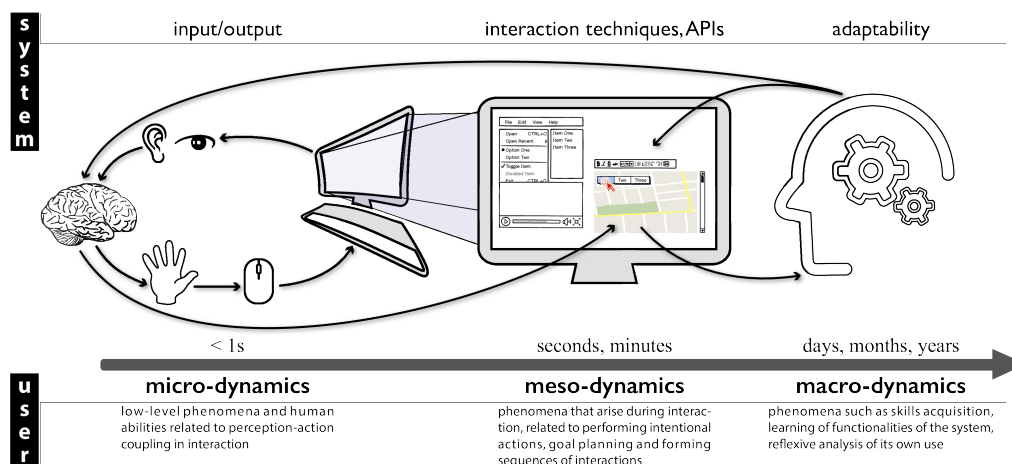 system
input/output
interaction techniques, APIs
adaptability
File Edit View Help
Open CTRL+O
Open Recent
Option One
Option Two
Toggle Item
Disabled Item
Exit CTRL+Q
Item One
Item Two
Item Three
Two Three
< 1s
seconds, minutes
days, months, years
user
micro-dynamics
meso-dynamics
macro-dynamics
low-level phenomena and human
abilities related to perception-action
coupling in interaction
phenomena that arise during interac-
tion, related to performing intentional
actions, goal planning and forming
sequences of interactions
phenomena such as skills acquisition,
learning of functionalities of the system,
reflexive analysis of its own use